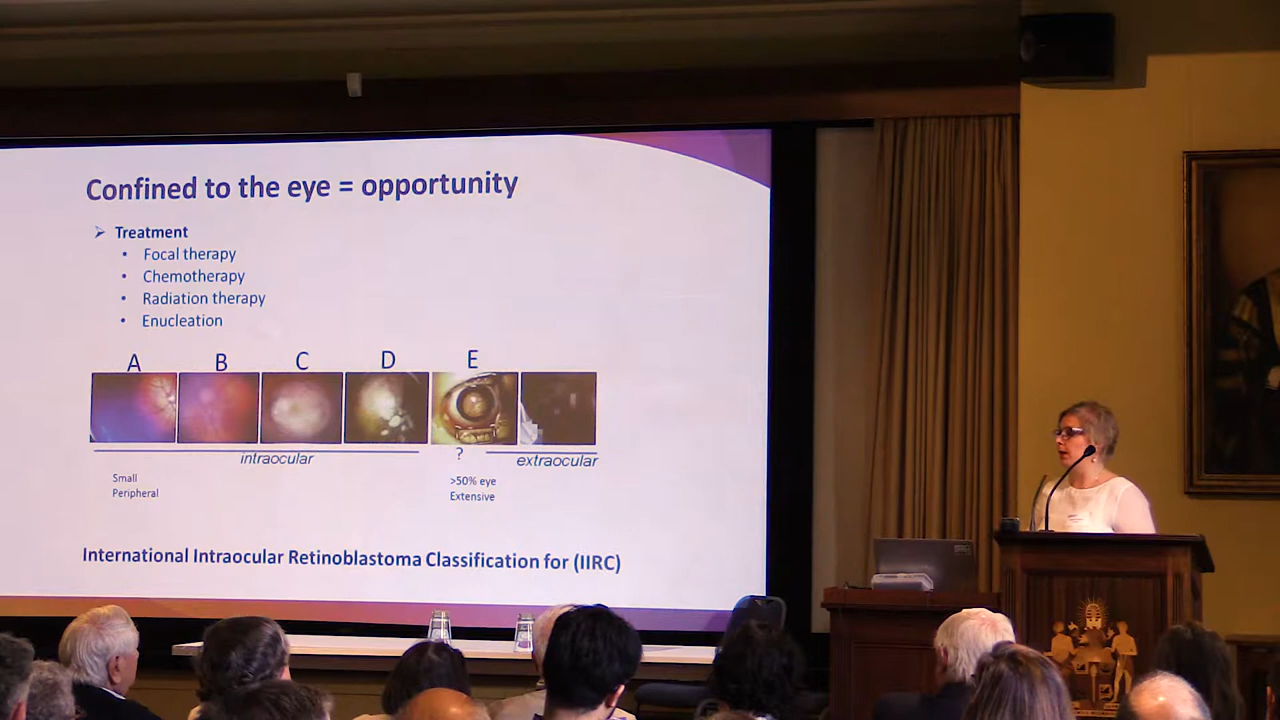 Confined to the eye = opportunity
➢ Treatment
• Focal therapy
• Chemotherapy
• Radiation therapy
• Enucleation
A B C D E
intraocular ? extraocular
Small >50% eye
Peripheral Extensive
International Intraocular Retinoblastoma Classification for (IIRC)